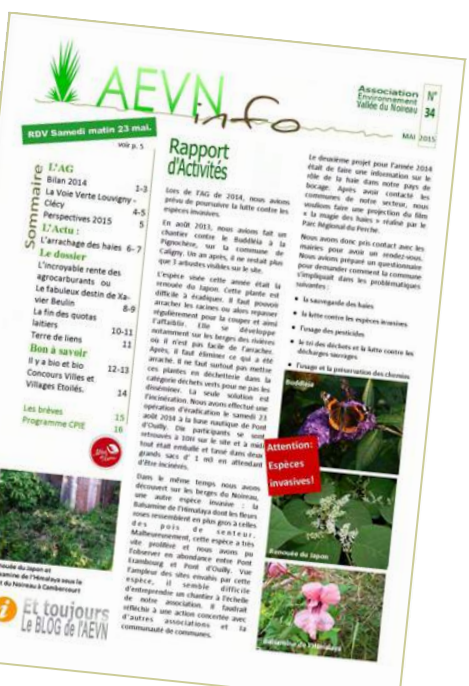 AEVN
info
Association
Environnement
Vallée du Noireau
N°
34
MAI 2015
RDV Samedi matin 23 mai.
voir p. 5
Sommaire
L'AG
Bilan 2014 1-3
La Voie Verte Louvigny -
Clécy 4-5
Perspectives 2015 5
L'Actu :
L'arrachage des haies 6-7
Le dossier
L'incroyable rente des
agrocarburants ou
Le fabuleux destin de Xa-
vier Beulin 8-9
La fin des quotas
laitiers 10-11
Terre de liens 11
Bon à savoir
Il y a bio et bio 12-13
Concours Villes et
Villages Etoilés. 14
Les brèves 15
Programme CPIE 16
Renouée du Japon et
Balsamine de l'Himalaya sous le
pont du Noireau à Cambercourt
Et toujours
Le BLOG de l'AEVN
Rapport
d'Activités
Lors de l'AG de 2014, nous avions
prévu de poursuivre la lutte contre les
espèces invasives.
En août 2013, nous avions fait un
chantier contre le Buddléia à la
Pignochère, sur la commune de
Caligny. Un an après, il ne restait plus
que 3 arbustes visibles sur le site.
L'espèce visée cette année était la
renouée du Japon. Cette plante est
difficile à éradiquer. Il faut pouvoir
arracher les racines ou alors repasser
régulièrement pour la couper et ainsi
l'affaiblir. Elle se développe
notamment sur les berges des rivières
où il n'est pas facile de l'arracher.
Après, il faut éliminer ce qui a été
arraché. Il ne faut surtout pas mettre
ces plantes en déchetterie dans la
catégorie déchets verts pour ne pas les
disséminer. La seule solution est
l'incinération. Nous avons effectué une
opération d'éradication le samedi 23
août 2014 à la base nautique de Pont
d'Ouilly. Dix participants se sont
retrouvés à 10H sur le site et à midi
tout était emballé et tassé dans deux
grands sacs d' 1 m3 en attendant
d'être incinérés.
Dans le même temps nous avons
découvert sur les berges du Noireau,
une autre espèce invasive : la
Balsamine de l'Himalaya dont les fleurs
roses ressemblent en plus gros à celles
des pois de senteur.
Malheureusement, cette espèce a très
vite prolifié et nous avons pu
l'observer en abondance entre Pont
Erambourg et Pont d'Ouilly. Vue
l'ampleur des sites envahis par cette
espèce, il semble difficile
d'entreprendre un chantier à l'échelle
de notre association. Il faudrait
réfléchir à une action concertée avec
d'autres associations et la
communauté de communes.
Le deuxième projet pour l'année 2014
était de faire une information sur le
rôle de la haie dans notre pays de
bocage. Après avoir contacté les
communes de notre secteur, nous
voulions faire une projection du film
« la magie des haies » réalisé par le
Parc Régional du Perche.
Nous avons donc pris contact avec les
mairies pour avoir un rendez-vous.
Nous avions préparé un questionnaire
pour demander comment la commune
s'impliquait dans les problématiques
suivantes :
• la sauvegarde des haies
• la lutte contre les espèces invasives
• l'usage des pesticides
• le tri des déchets et la lutte contre les
décharges sauvages
• l'usage et la préservation des chemins
Buddleia
Attention:
Espèces
invasives!
Renouée du Japon
Balsamine de l'Himalaya